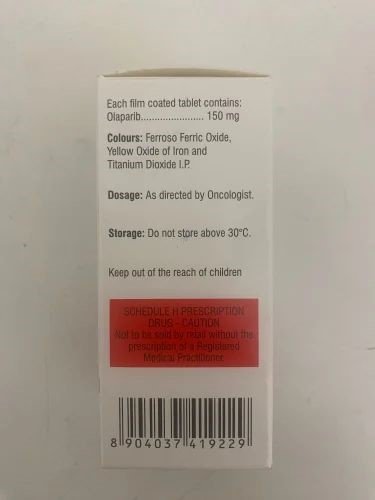 Each film coated tablet contains:
Olaparib....................... 150 mg
Colours: Ferroso Ferric Oxide,
Yellow Oxide of Iron and
Titanium Dioxide I.P.
Dosage: As directed by Oncologist.
Storage: Do not store above 30°C.
Keep out of the reach of children
SCHEDULE H PRESCRIPTION
DRUG - CAUTION
Not to be sold by retail without the
prescription of a Registered
Medical Practitioner
8 904037 419229